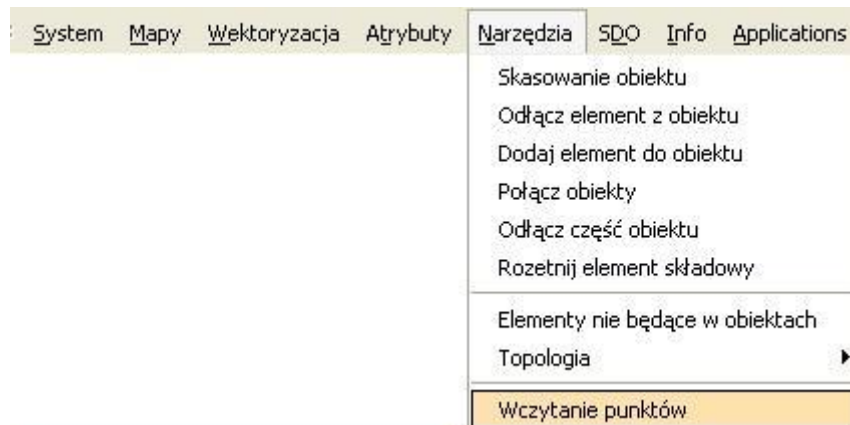 System Mapy Wektoryzacja Atrybuty Narzędzia SDO Info Applications
Skasowanie obiektu
Odłącz element z obiektu
Dodaj element do obiektu
Połącz obiekty
Odłącz część obiektu
Rozetnij element składowy
Elementy nie będące w obiektach
Topologia
Wczytanie punktów